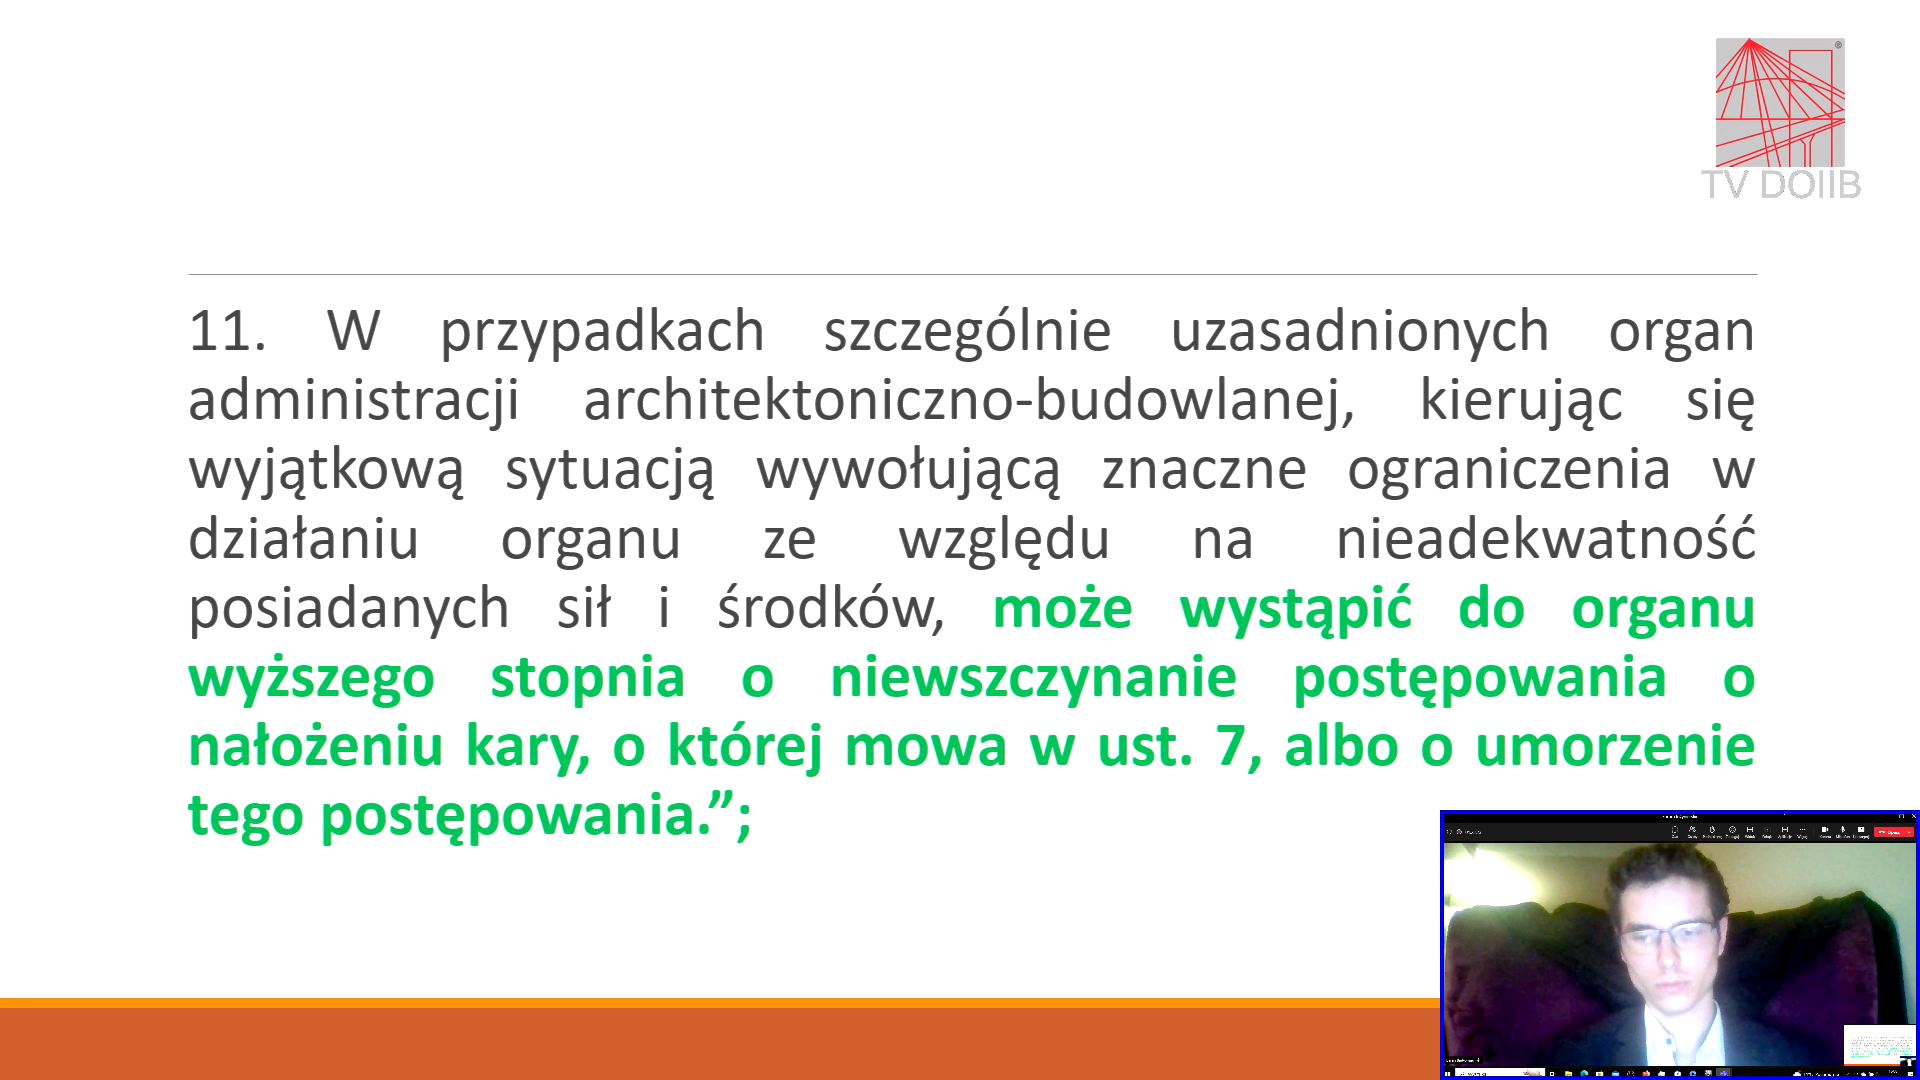 ®
TV DOIIB
11. W przypadkach szczególnie uzasadnionych organ
administracji architektoniczno-budowlanej, kierując się
wyjątkową sytuacją wywołującą znaczne ograniczenia w
działaniu organu ze względu na nieadekwatność
posiadanych sił i środków, może wystąpić do organu
wyższego stopnia o niewszczynanie postępowania o
nałożeniu kary, o której mowa w ust. 7, albo o umorzenie
tego postępowania.”;